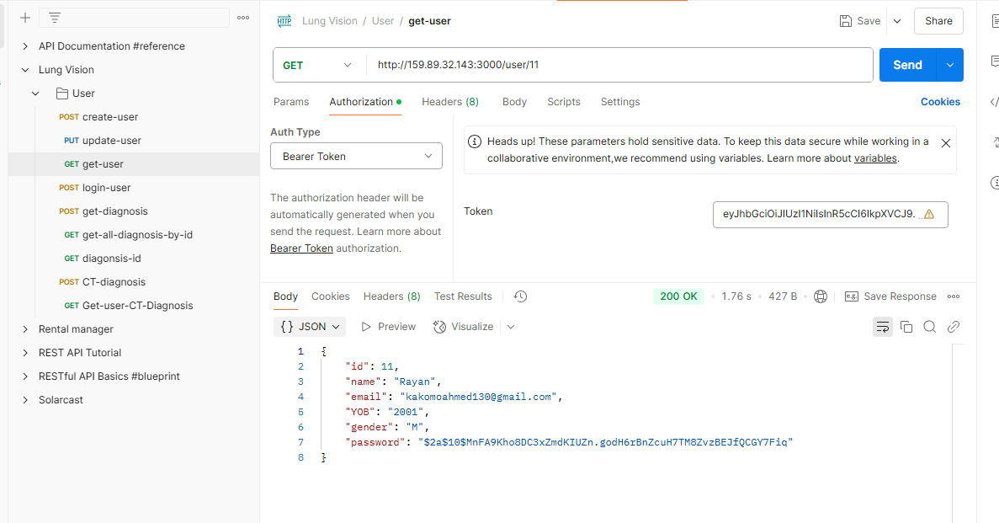 Lung Vision / User / get-user
Save
Share
API Documentation #reference
Lung Vision
User
POST create-user
PUT update-user
GET get-user
POST login-user
POST get-diagnosis
GET get-all-diagnosis-by-id
GET diagonsis-id
POST CT-diagnosis
GET Get-user-CT-Diagnosis
Rental manager
REST API Tutorial
RESTful API Basics #blueprint
Solarcast
GET http://159.89.32.143:3000/user/11
Send
Params Authorization Headers (8) Body Scripts Settings
Cookies
Auth Type
Bearer Token
The authorization header will be
automatically generated when you
send the request. Learn more about
Bearer Token authorization.
Heads up! These parameters hold sensitive data. To keep this data secure while working in a
collaborative environment,we recommend using variables. Learn more about variables.
Token
eyJhbGciOiJIUzI1NiIsInR5cCI6IkpXVCJ9.
Body Cookies Headers (8) Test Results
200 OK • 1.76 s • 427 B
e.g. Save Response
{} JSON Preview Visualize
1 {
2 "id": 11,
3 "name": "Rayan",
4 "email": "kakomoahmed130@gmail.com",
5 "YOB": "2001",
6 "gender": "M",
7 "password": "$2a$10$MnFA9Kho8DC3xZmdKIUZn.godH6rBnZcuH7TM8ZvzBEJfQCGY7Fiq"
8 }